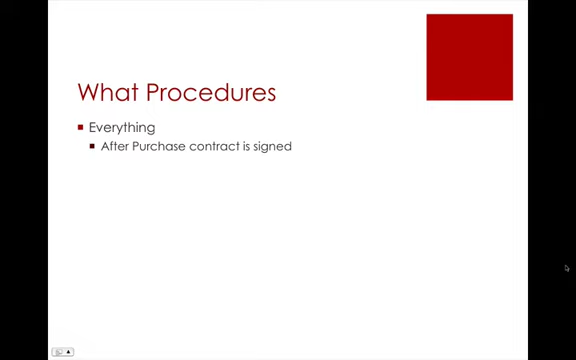 What Procedures
Everything
After Purchase contract is signed